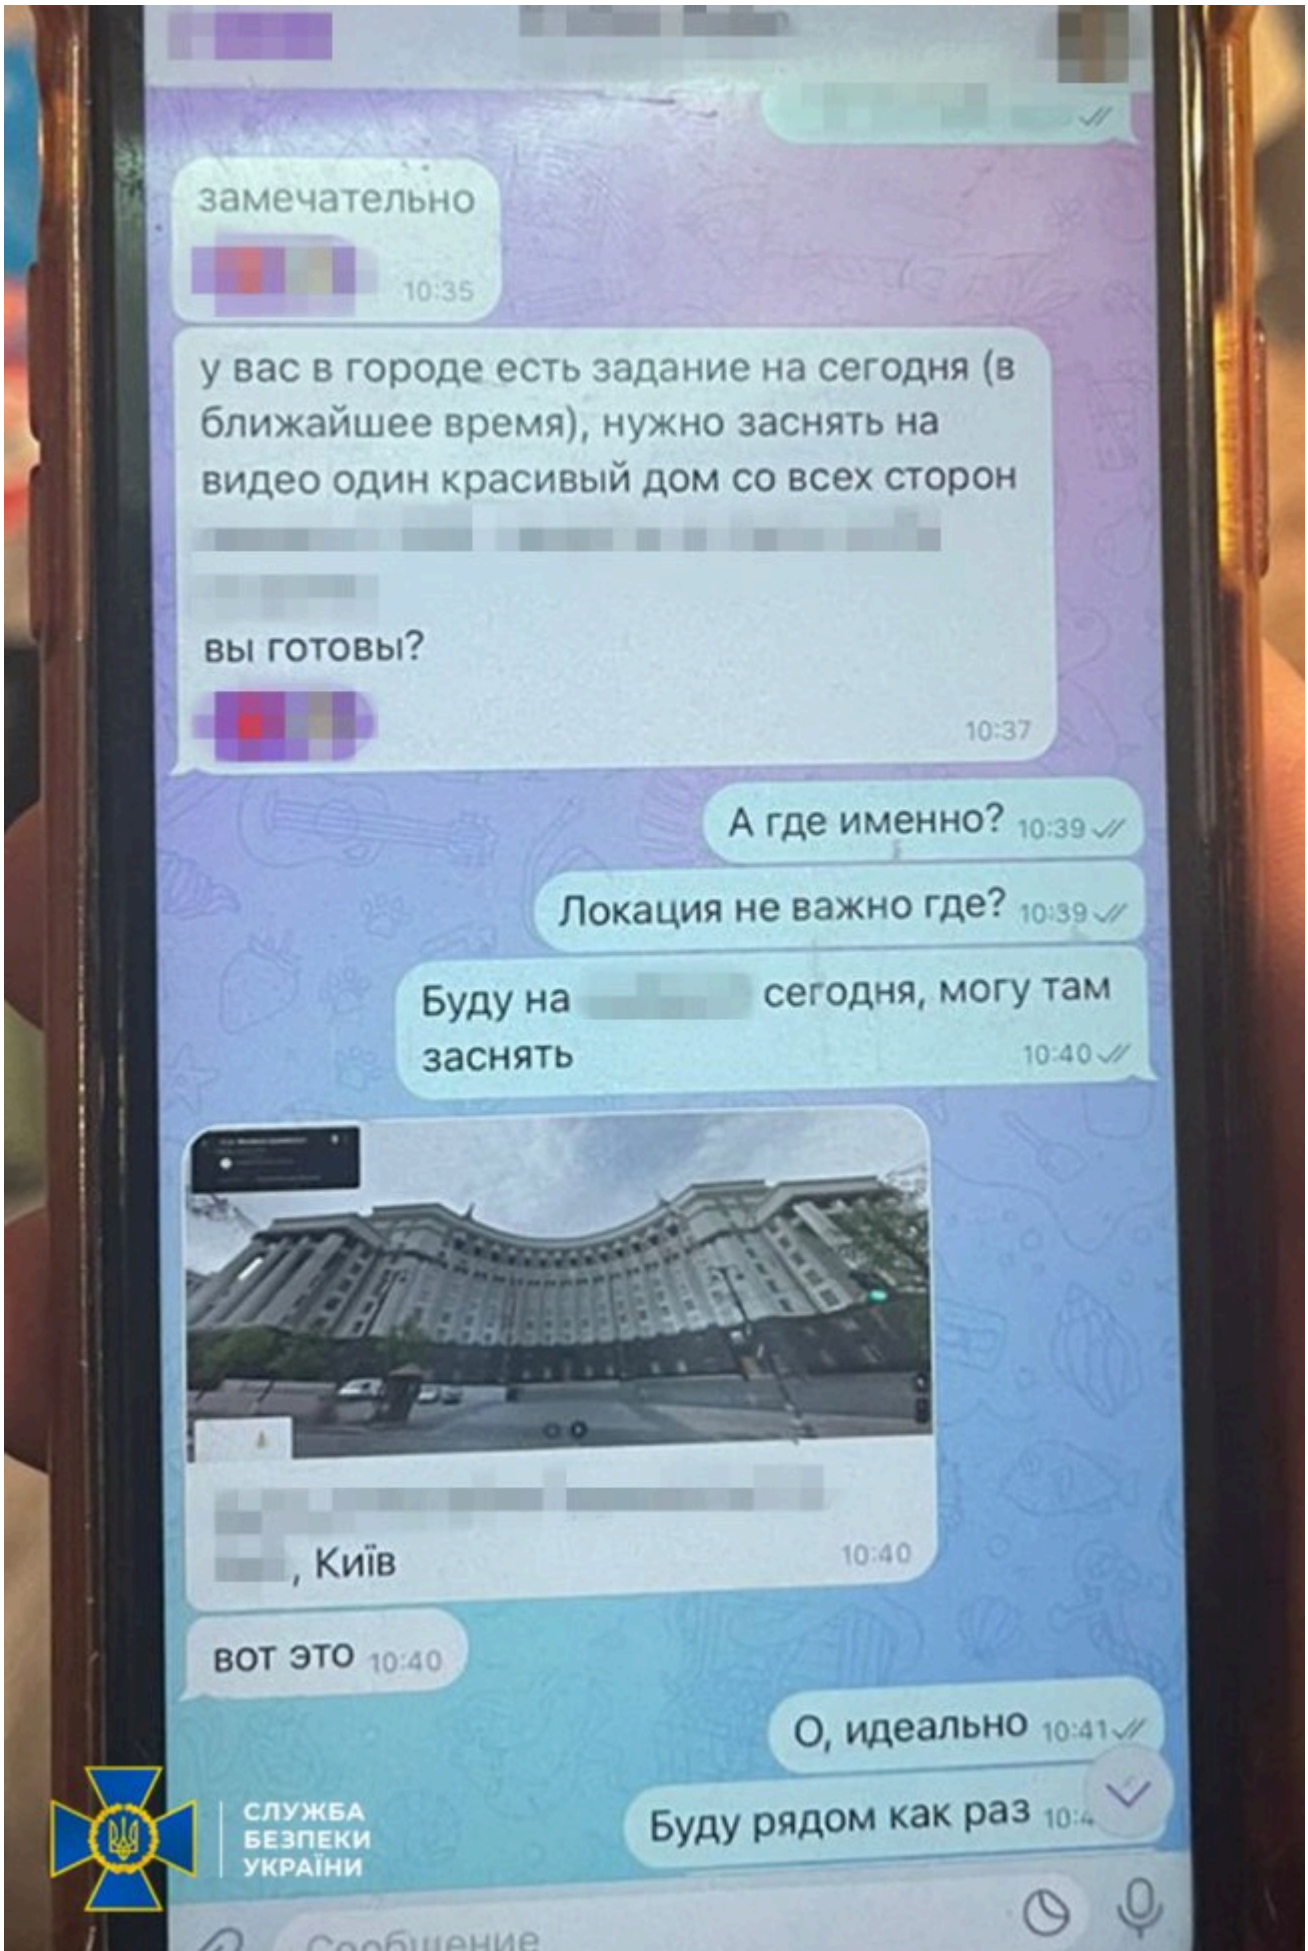 замечательно
10:35
у вас в городе есть задание на сегодня (в
ближайшее время), нужно заснять на
видео один красивый дом со всех сторон
вы готовы?
10:37
А где именно? 10:39
Локация не важно где? 10:39
Буду на сегодня, могу там
заснять 10:40
, Київ 10:40
вот это 10:40
О, идеально 10:41
Буду рядом как раз
Сообщение
СЛУЖБА
БЕЗПЕКИ
УКРАЇНИ